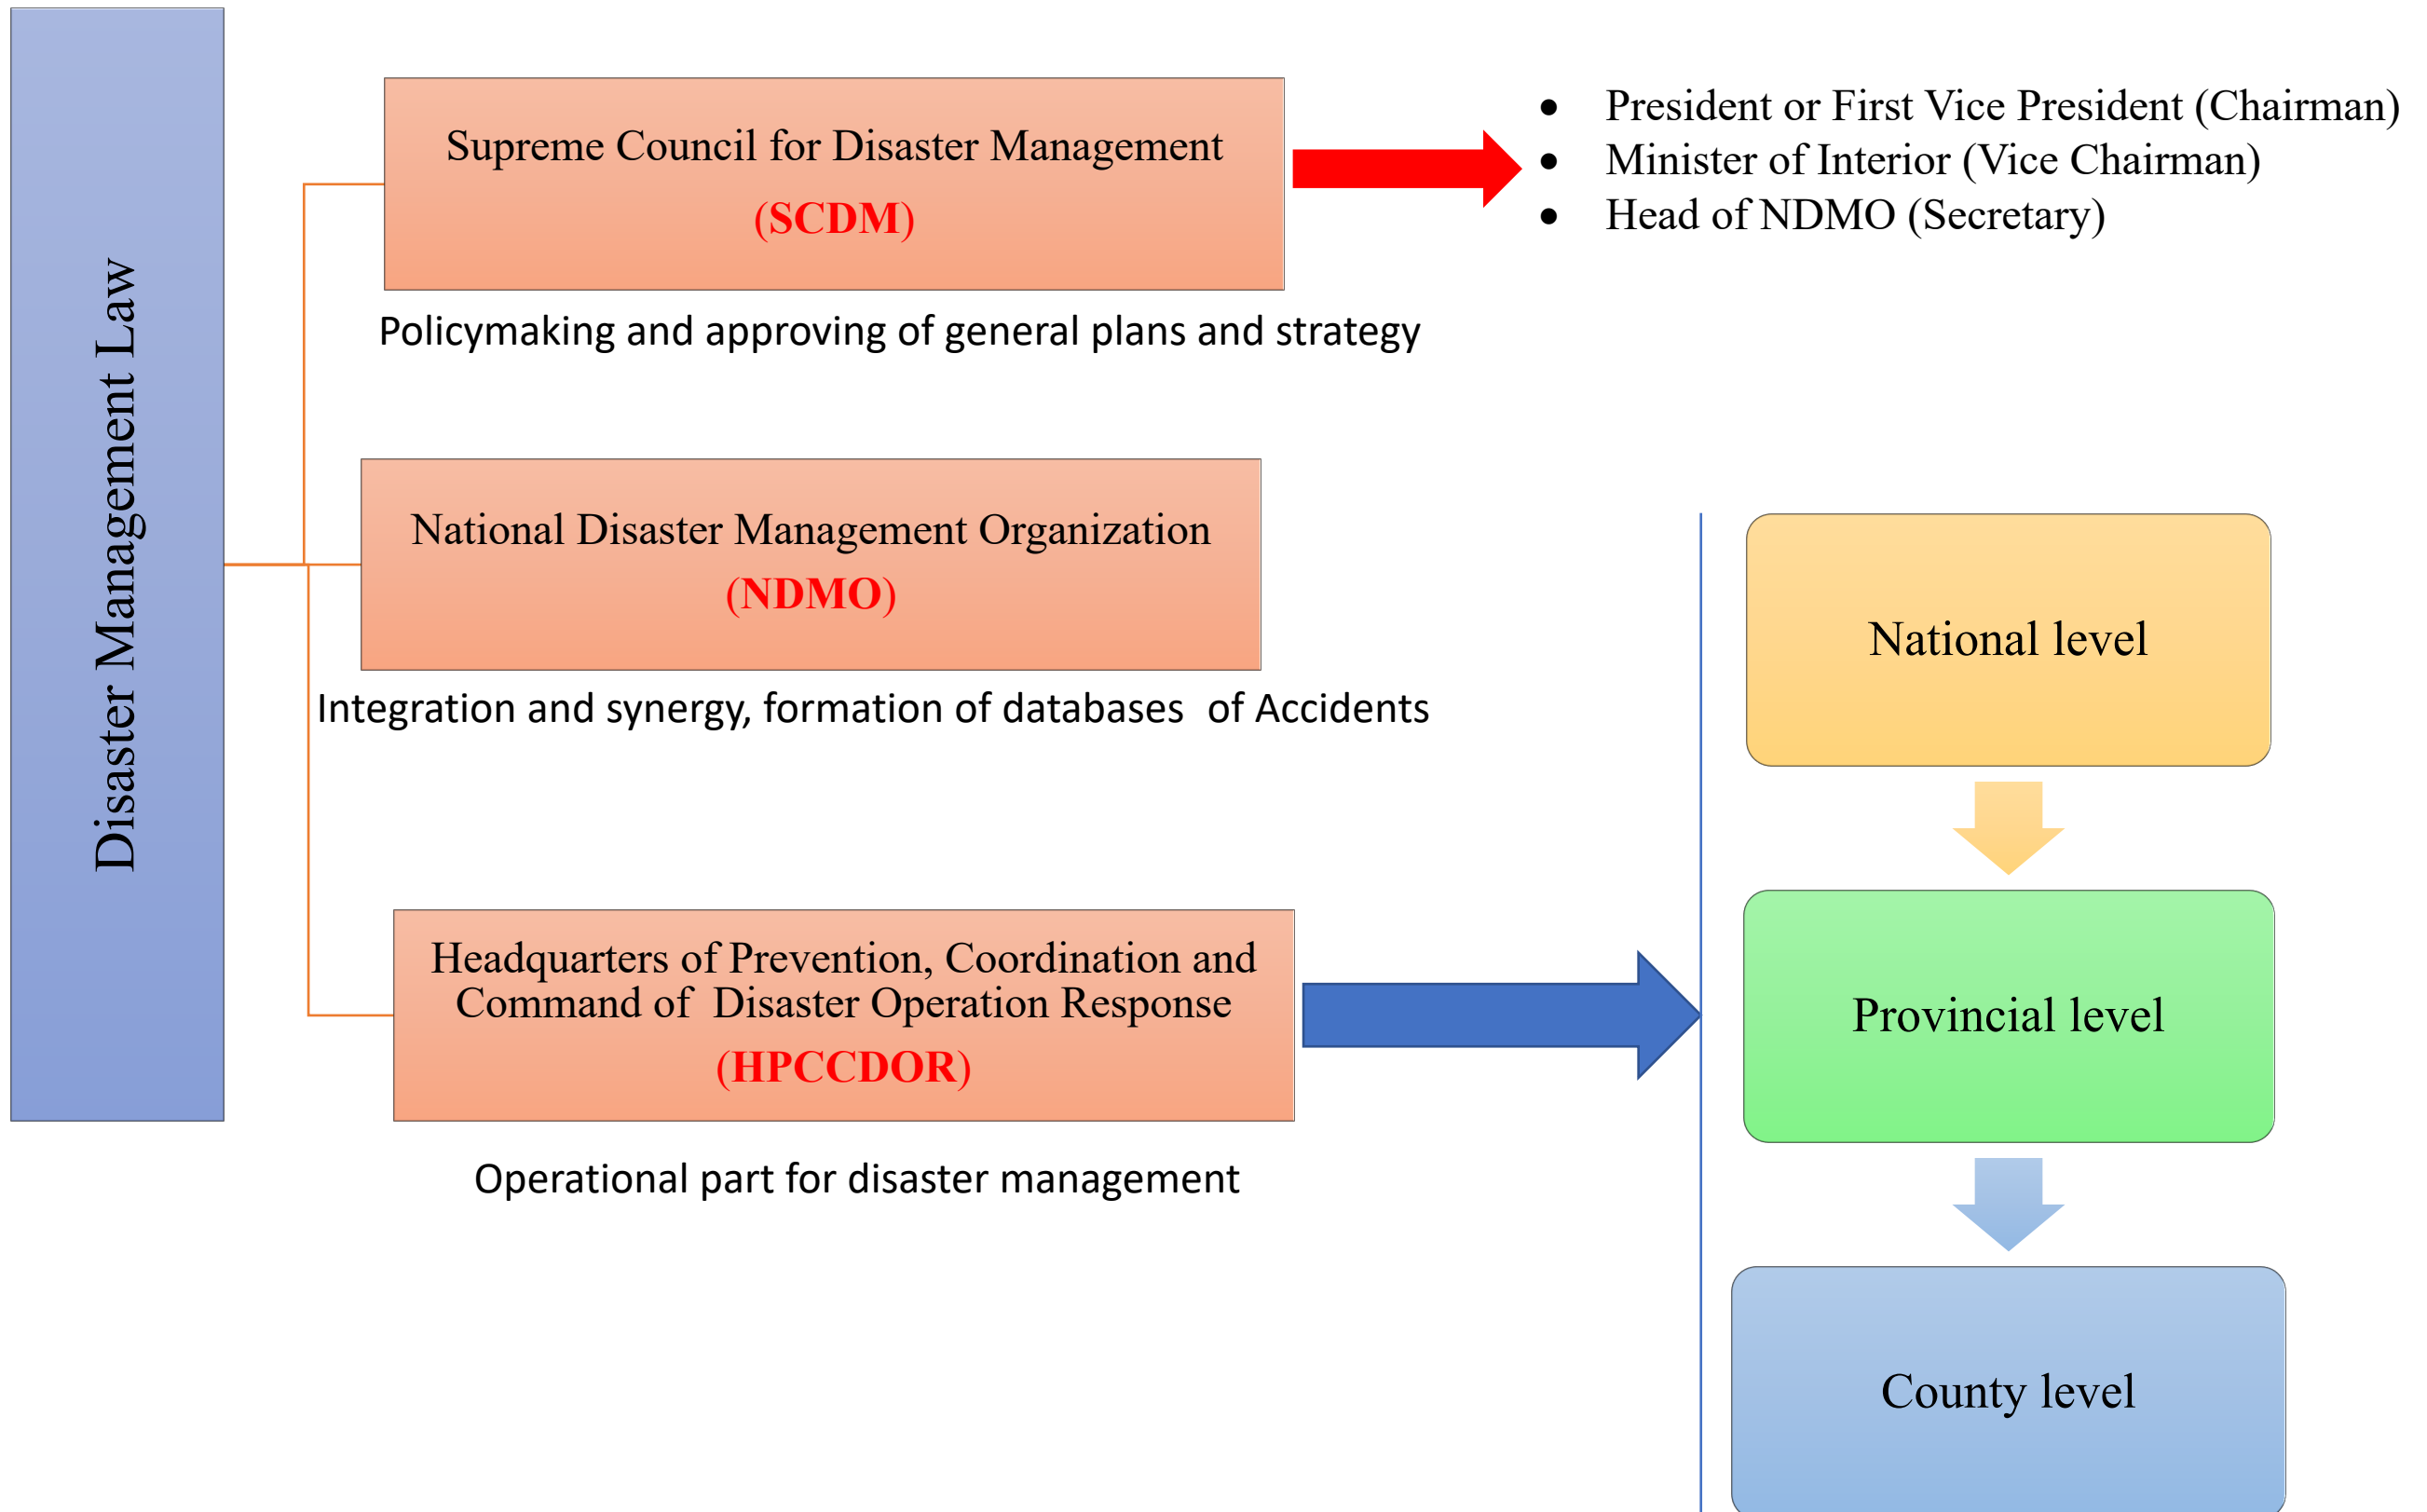 Disaster Management Law
Supreme Council for Disaster Management
(SCDM)
Policymaking and approving of general plans and strategy
• President or First Vice President (Chairman)
• Minister of Interior (Vice Chairman)
• Head of NDMO (Secretary)
National Disaster Management Organization
(NDMO)
Integration and synergy, formation of databases  of Accidents
Headquarters of Prevention, Coordination and
Command of  Disaster Operation Response
(HPCCDOR)
Operational part for disaster management
National level
Provincial level
County level